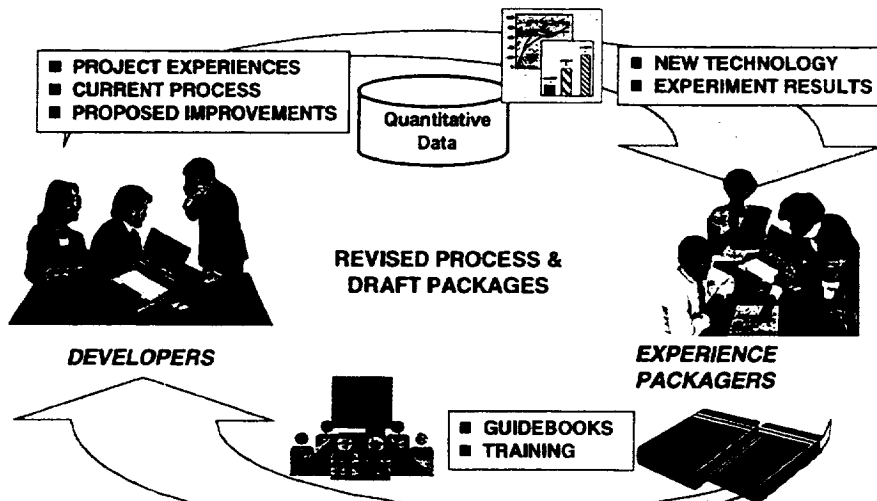 ■ PROJECT EXPERIENCES
■ CURRENT PROCESS
■ PROPOSED IMPROVEMENTS
Quantitative
Data
■ NEW TECHNOLOGY
■ EXPERIMENT RESULTS
REVISED PROCESS &
DRAFT PACKAGES
DEVELOPERS
EXPERIENCE
PACKAGERS
■ GUIDEBOOKS
■ TRAINING